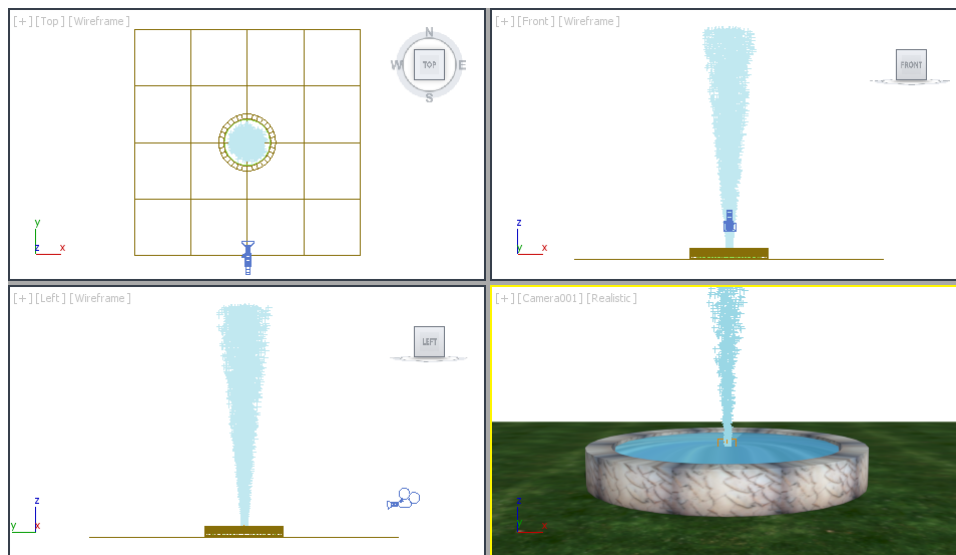 [+] [Top] [Wireframe]
N
W TOP E
S
y
z x
[+] [Front] [Wireframe]
FRONT
z
y x
[+] [Left] [Wireframe]
LEFT
z
y x
[+] [Camera001] [Realistic]
z
y x